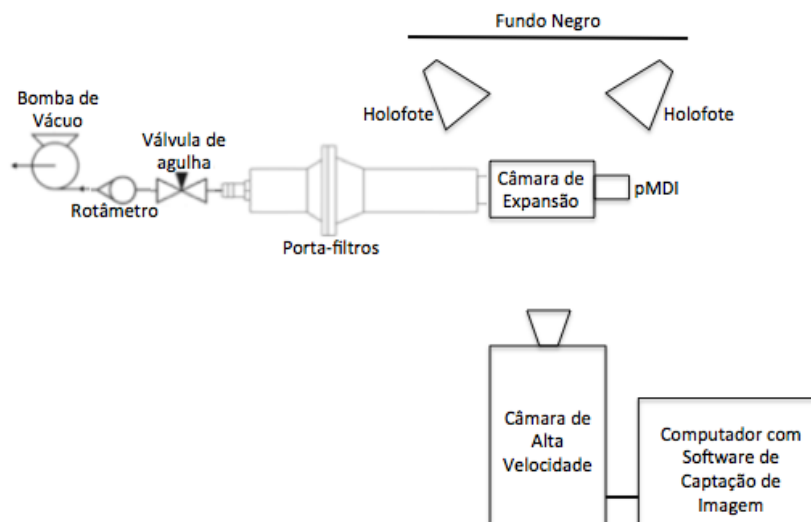 Fundo Negro
Holofote
Holofote
Bomba de
Vácuo
Válvula de
agulha
Rotâmetro
Porta-filtros
Câmara de
Expansão
pMDI
Câmara de
Alta
Velocidade
Computador com
Software de
Captação de
Imagem